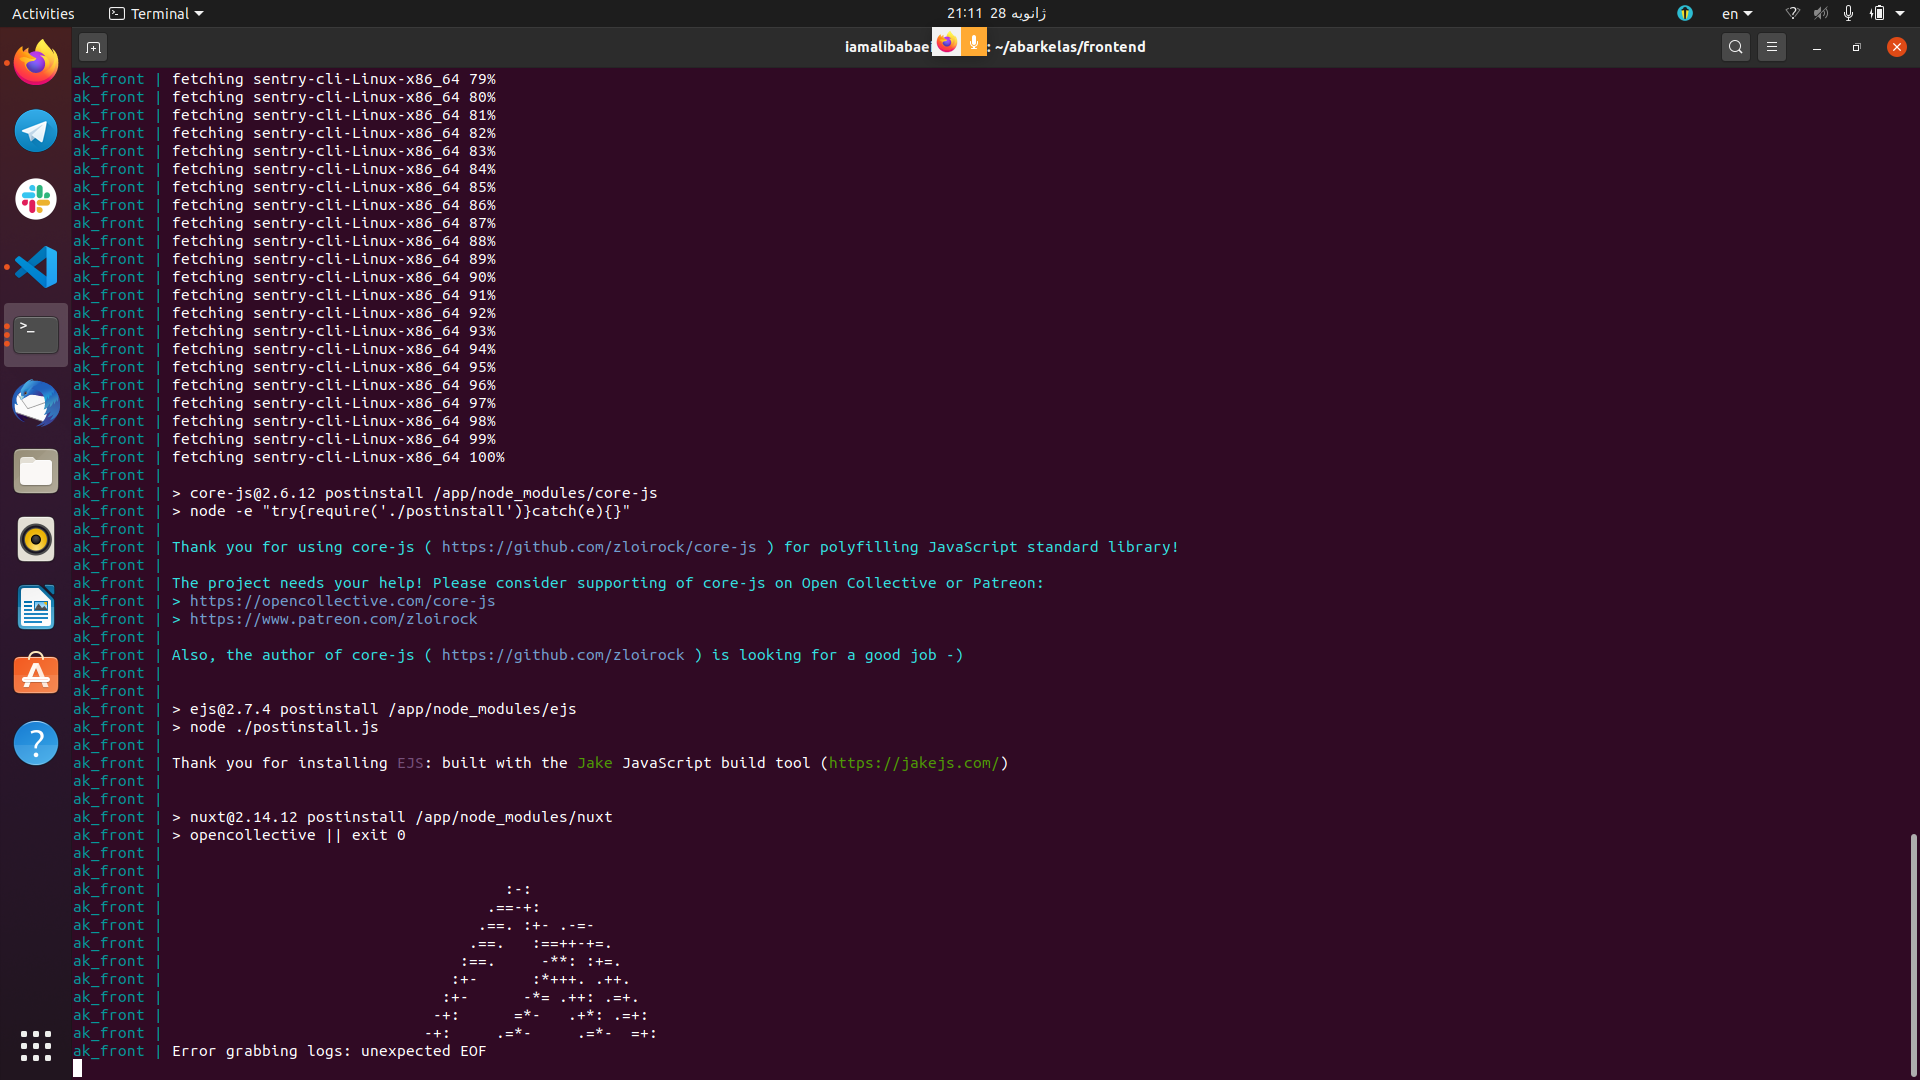 Activities
Terminal
21:11 28 ژانویه
en
iamalibabaei : ~/abarkelas/frontend
ak_front | fetching sentry-cli-Linux-x86_64 79%
ak_front | fetching sentry-cli-Linux-x86_64 80%
ak_front | fetching sentry-cli-Linux-x86_64 81%
ak_front | fetching sentry-cli-Linux-x86_64 82%
ak_front | fetching sentry-cli-Linux-x86_64 83%
ak_front | fetching sentry-cli-Linux-x86_64 84%
ak_front | fetching sentry-cli-Linux-x86_64 85%
ak_front | fetching sentry-cli-Linux-x86_64 86%
ak_front | fetching sentry-cli-Linux-x86_64 87%
ak_front | fetching sentry-cli-Linux-x86_64 88%
ak_front | fetching sentry-cli-Linux-x86_64 89%
ak_front | fetching sentry-cli-Linux-x86_64 90%
ak_front | fetching sentry-cli-Linux-x86_64 91%
ak_front | fetching sentry-cli-Linux-x86_64 92%
ak_front | fetching sentry-cli-Linux-x86_64 93%
ak_front | fetching sentry-cli-Linux-x86_64 94%
ak_front | fetching sentry-cli-Linux-x86_64 95%
ak_front | fetching sentry-cli-Linux-x86_64 96%
ak_front | fetching sentry-cli-Linux-x86_64 97%
ak_front | fetching sentry-cli-Linux-x86_64 98%
ak_front | fetching sentry-cli-Linux-x86_64 99%
ak_front | fetching sentry-cli-Linux-x86_64 100%
ak_front |
ak_front | > core-js@2.6.12 postinstall /app/node_modules/core-js
ak_front | > node -e "try{require('./postinstall')}catch(e){}"
ak_front |
ak_front | Thank you for using core-js ( https://github.com/zloirock/core-js ) for polyfilling JavaScript standard library!
ak_front |
ak_front | The project needs your help! Please consider supporting of core-js on Open Collective or Patreon:
ak_front | > https://opencollective.com/core-js
ak_front | > https://www.patreon.com/zloirock
ak_front |
ak_front | Also, the author of core-js ( https://github.com/zloirock ) is looking for a good job -)
ak_front |
ak_front |
ak_front | > ejs@2.7.4 postinstall /app/node_modules/ejs
ak_front | > node ./postinstall.js
ak_front |
ak_front | Thank you for installing EJS: built with the Jake JavaScript build tool (https://jakejs.com/)
ak_front |
ak_front |
ak_front | > nuxt@2.14.12 postinstall /app/node_modules/nuxt
ak_front | > opencollective || exit 0
ak_front |
ak_front |
ak_front |                                      :-:
ak_front |                                    .==-+:
ak_front |                                   .==. :+- .-=-
ak_front |                                  .==.   :==++-+=.
ak_front |                                 :==.     -**: :+=.
ak_front |                                :+-      :*+++. .++.
ak_front |                               :+-      -*= .++: .=+.
ak_front |                              -+:      =*-   .+*: .=+:
ak_front |                             -+:     .=*-     .=*-  =+:
ak_front | Error grabbing logs: unexpected EOF